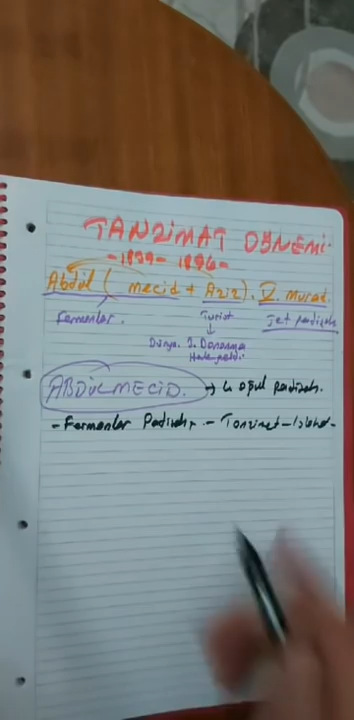 TANZİMAT DÖNEMİ.
-1839- 1876-
Abdül ( mecid + Aziz), V. murad.
Fermanlar. Turist Jet padişah
↓
Dünya. 3. Donanma
ABDÜLMECİD. → 4 oğul padişah.
- Fermanlar Padişahı - Tanzimat - Islahat -